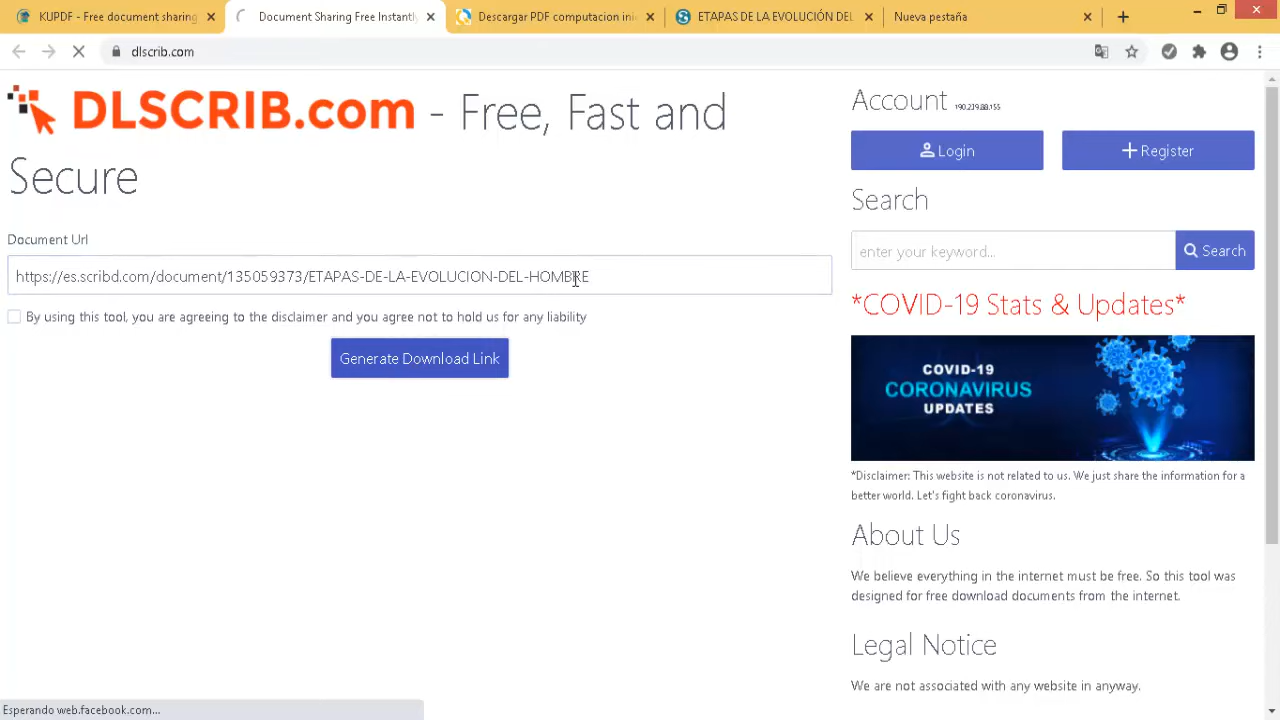 KUPDF - Free document sharing
Document Sharing Free Instantly
Descargar PDF computacion ini
ETAPAS DE LA EVOLUCIÓN DEL
Nueva pestaña
dlscrib.com
DLSCRIB.com - Free, Fast and
Secure
Document Url
https://es.scribd.com/document/135059373/ETAPAS-DE-LA-EVOLUCION-DEL-HOMBRE
By using this tool, you are agreeing to the disclaimer and you agree not to hold us for any liability
Generate Download Link
Account 190.219.88.155
Login
Register
Search
enter your keyword...
Search
*COVID-19 Stats & Updates*
COVID-19
CORONAVIRUS
UPDATES
*Disclaimer: This website is not related to us. We just share the information for a
better world. Let's fight back coronavirus.
About Us
We believe everything in the internet must be free. So this tool was
designed for free download documents from the internet.
Legal Notice
We are not associated with any website in anyway.
Esperando web.facebook.com...